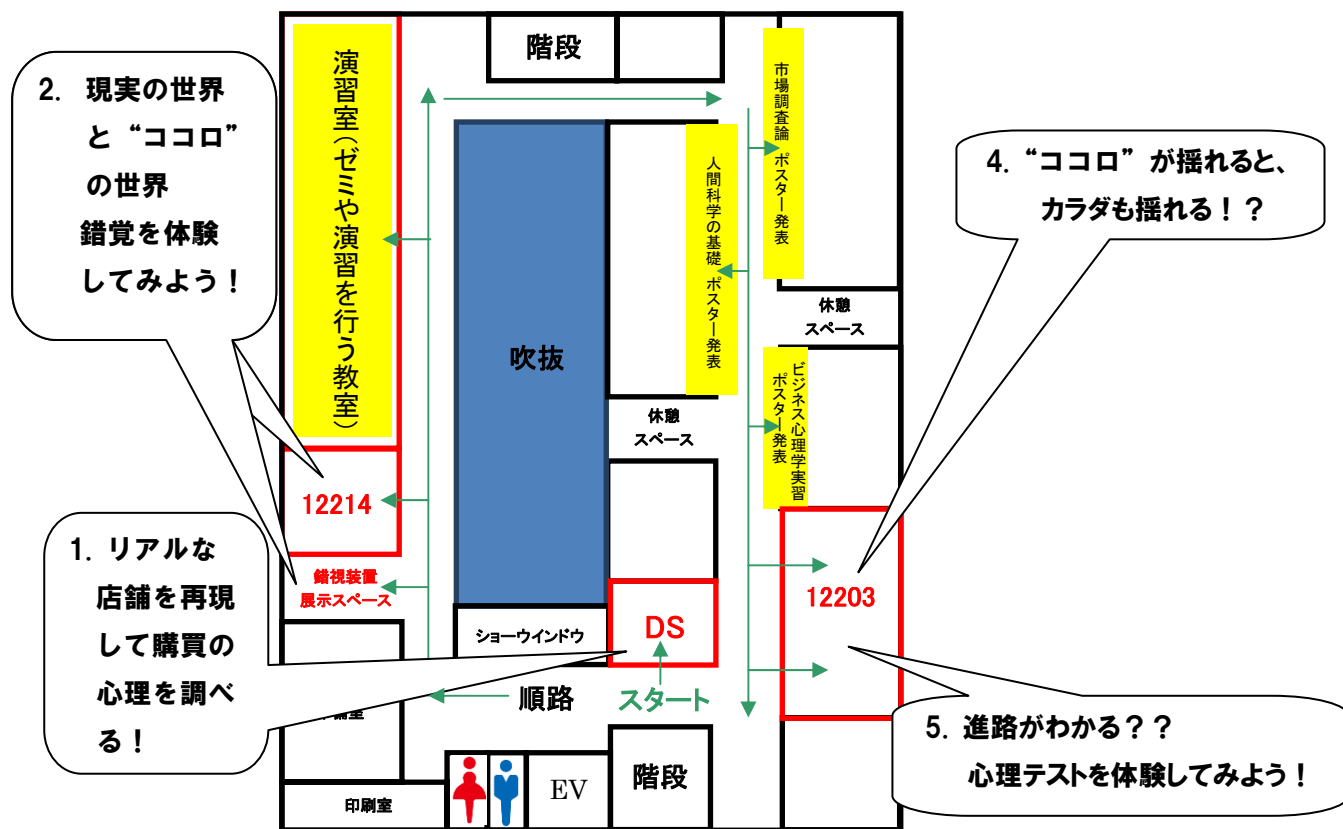 階段
2. 現実の世界
と“ココロ”
の世界
錯覚を体験
してみよう！
演習室（ゼミや演習を行う教室）
市場調査論 ポスター発表
人間科学の基礎 ポスター発表
4. “ココロ”が揺れると、
カラダも揺れる！？
休憩
スペース
吹抜
ビジネス心理学実習
ポスター発表
休憩
スペース
12214
1. リアルな
店舗を再現
して購買の
心理を調べ
る！
錯視装置
展示スペース
12203
ショーウインドウ
DS
順路
スタート
5. 進路がわかる？？
心理テストを体験してみよう！
階段
EV
印刷室